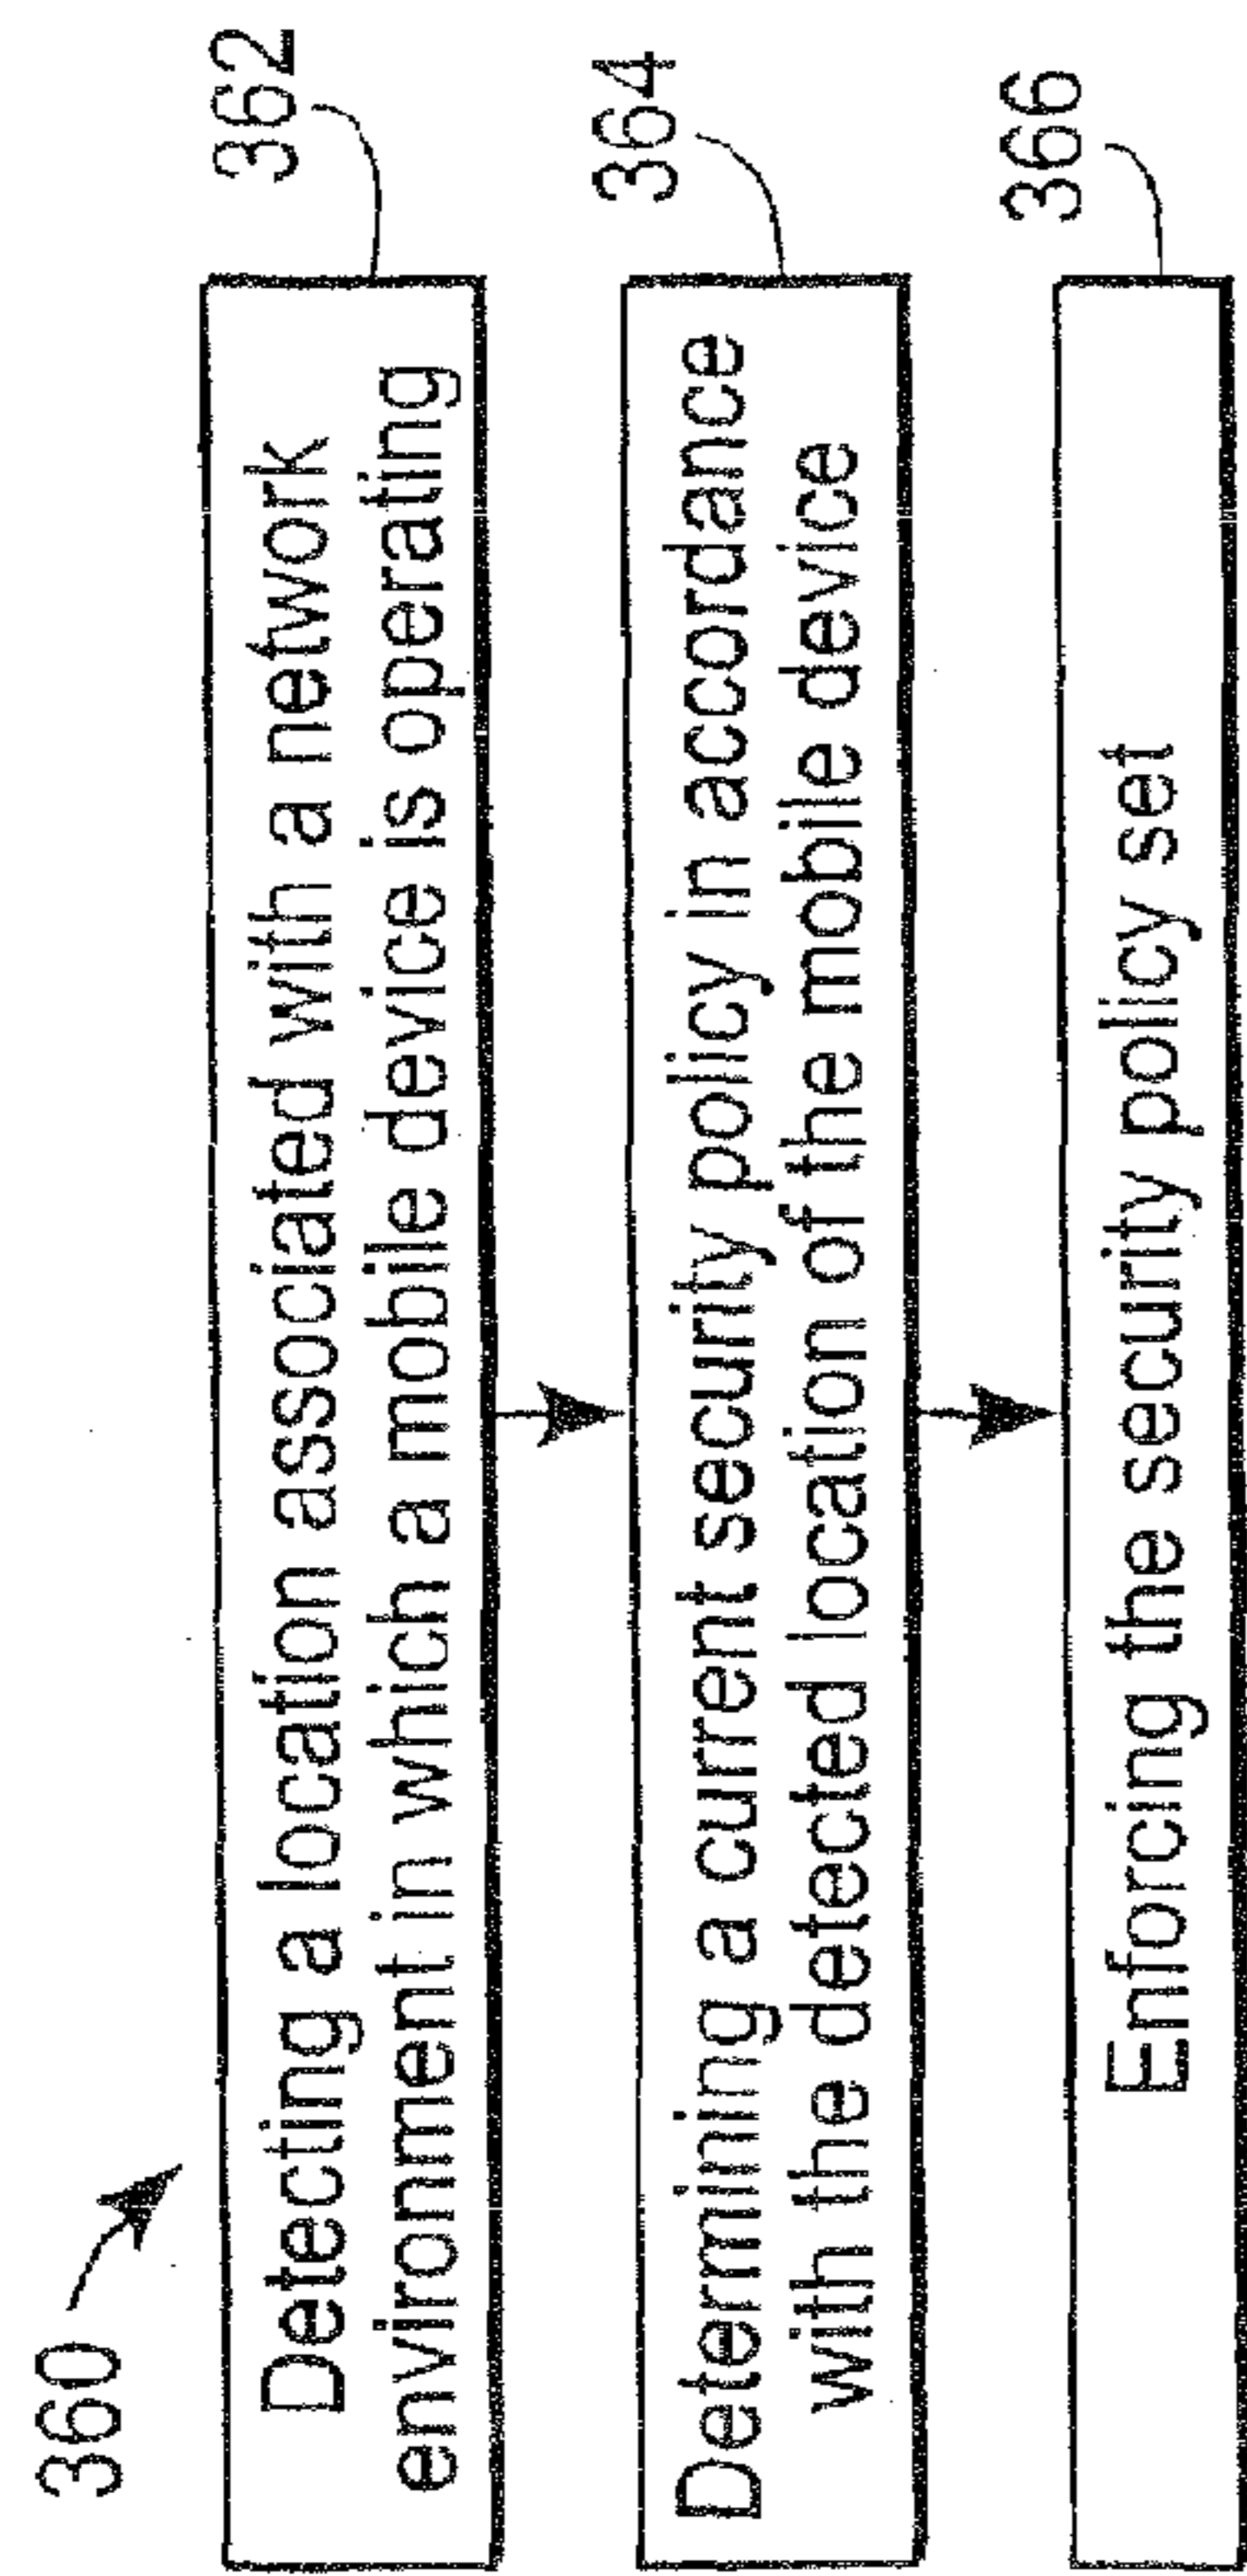 360
Detecting a location associated with a network
environment in which a mobile device is operating
362
Determining a current security policy in accordance
with the detected location of the mobile device
364
Enforcing the security policy set
366